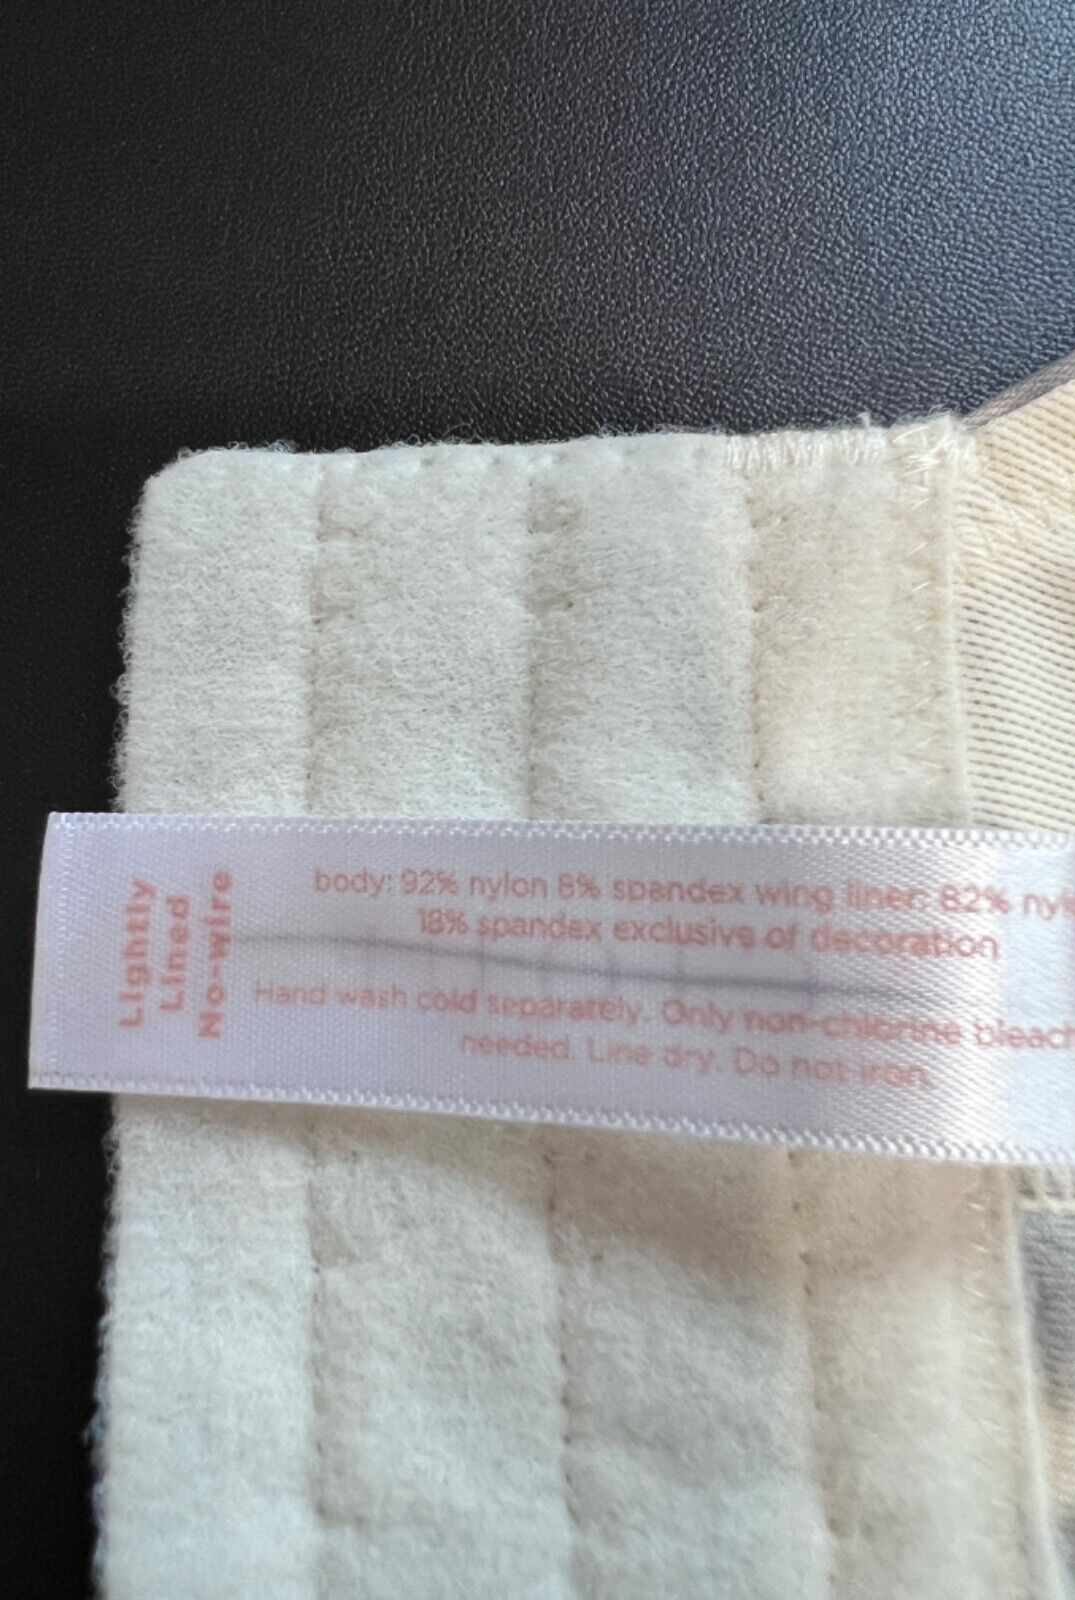 Lightly
Lined
No-wire
body: 92% nylon 8% spandex wing liner: 82%
18% spandex exclusive of decoration
Hand wash cold separately. Only non-chlorine bleach
needed. Line dry. Do not iron.